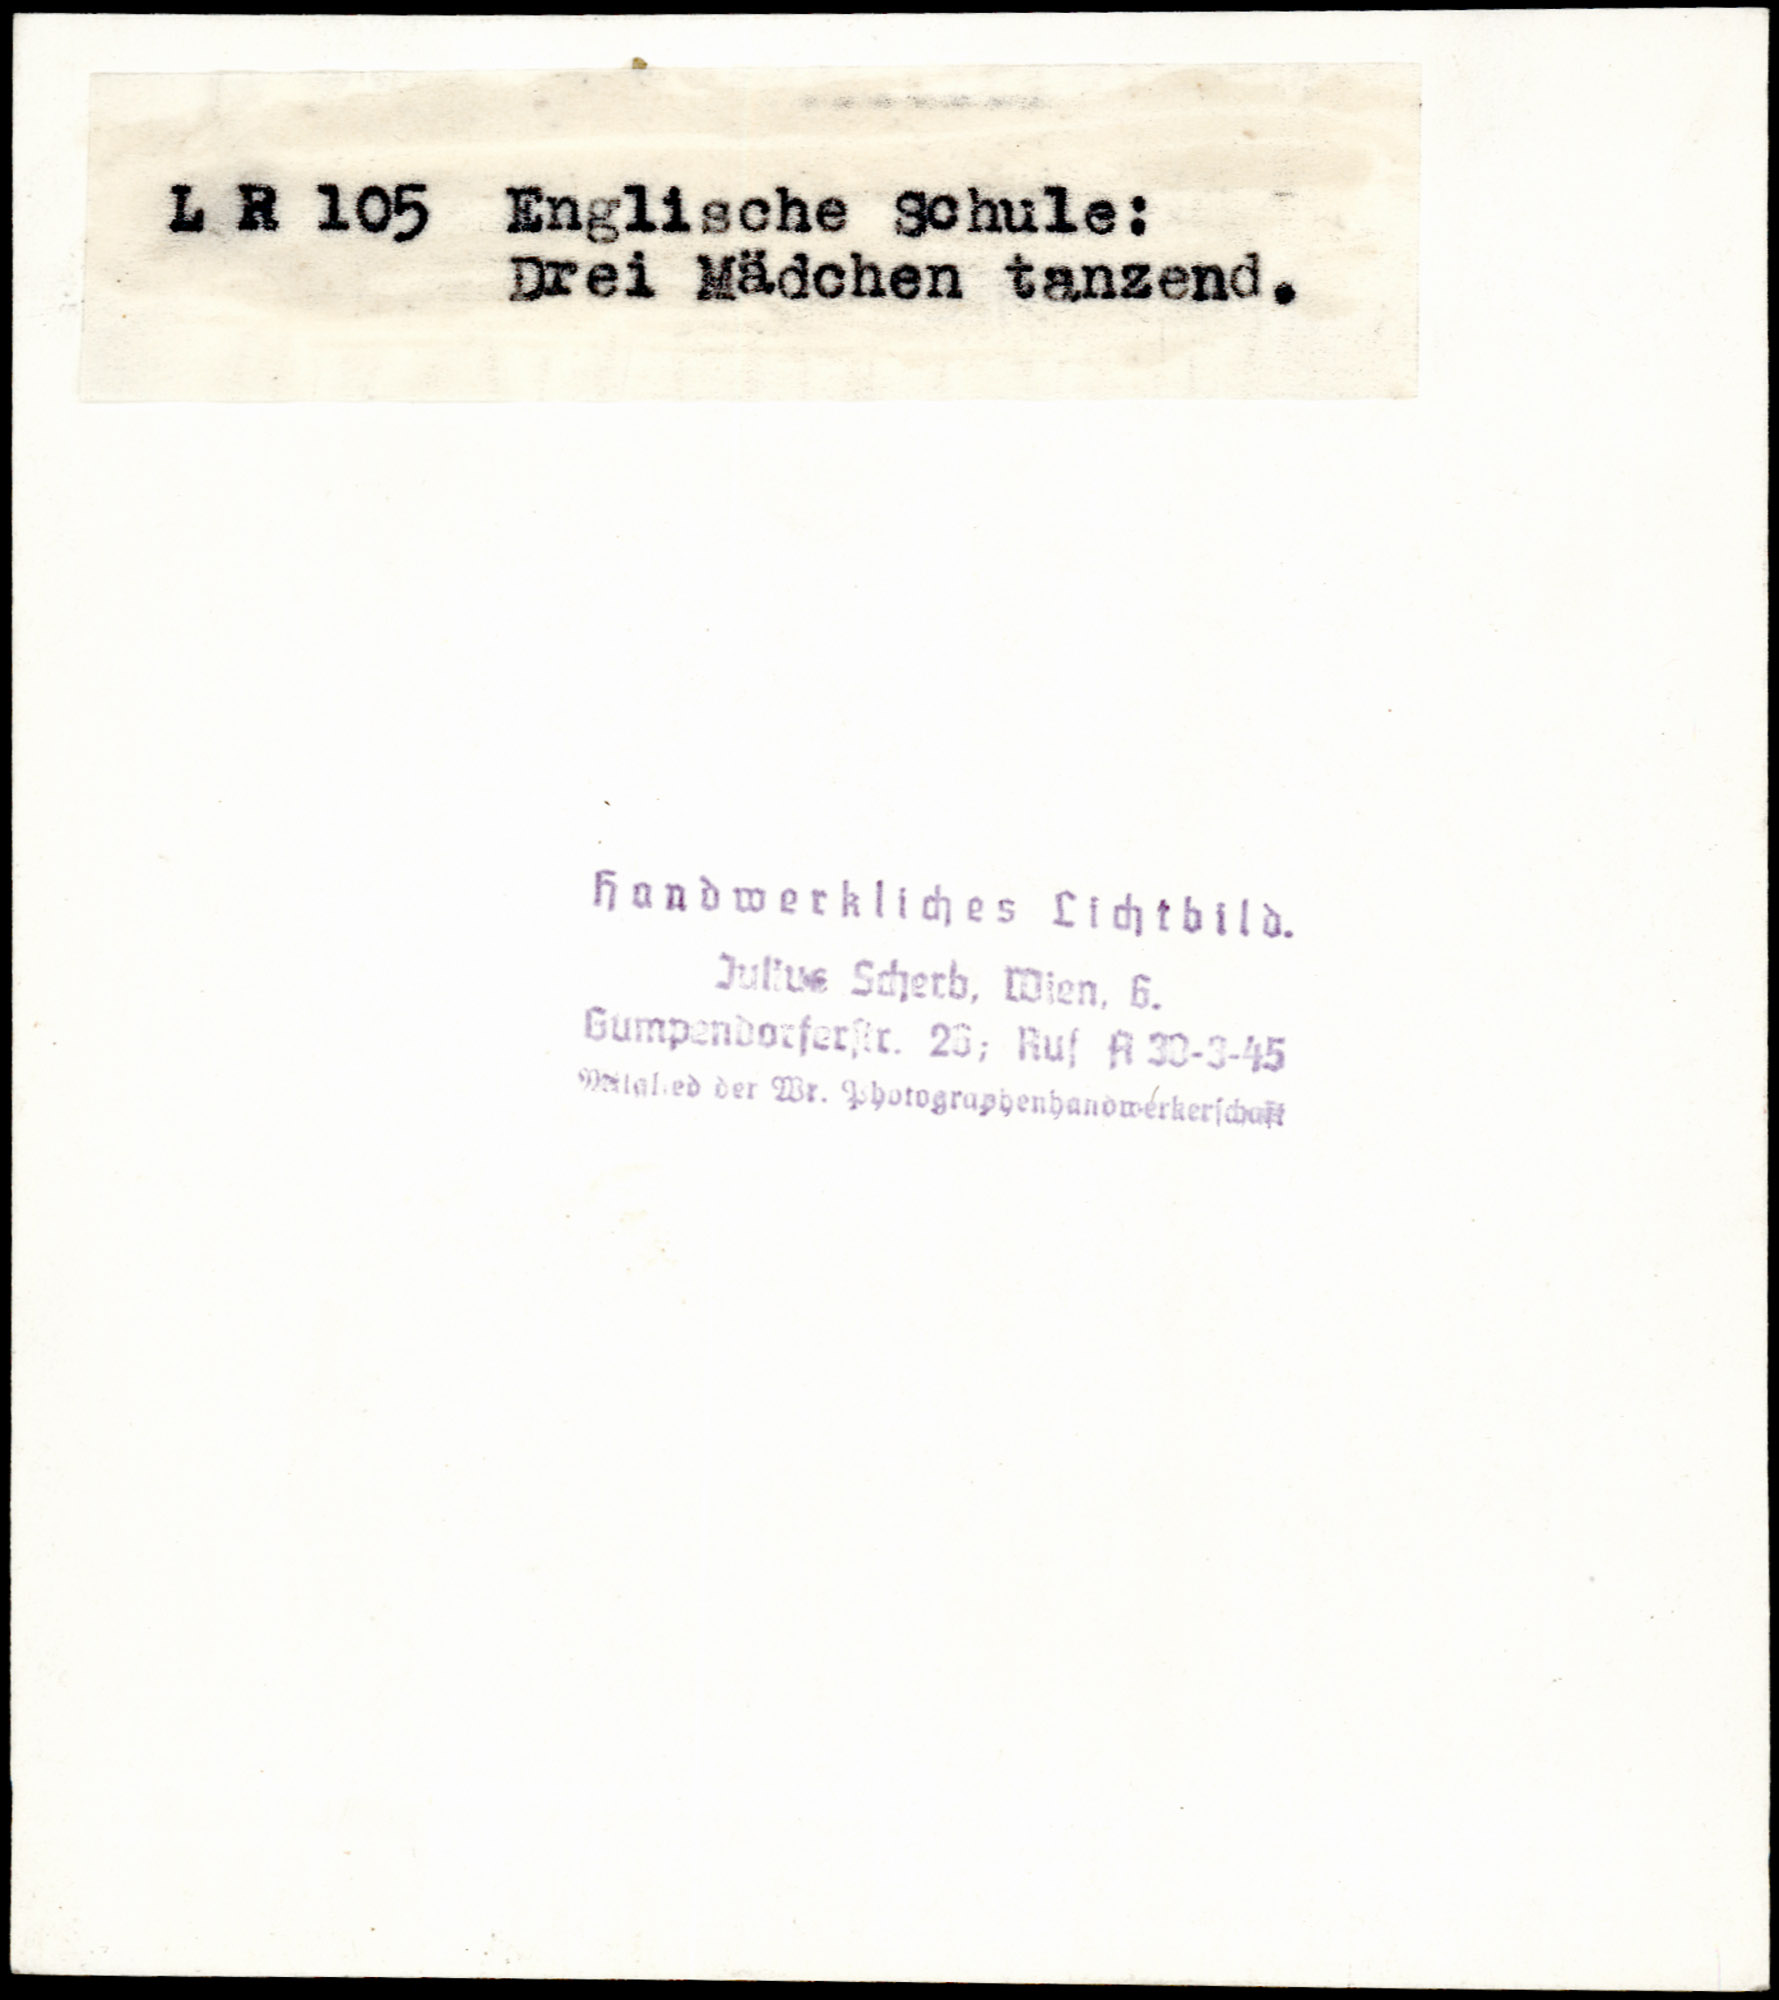 L R 105 Englische Schule:
Drei Mädchen tanzend.
Handwerkliches Lichtbild.
Julius Scherb, Wien, 6.
Gumpendorferstr. 26; Ruf A 30-3-45
Mitglied der Wr. Photographenhandwerkerschaft